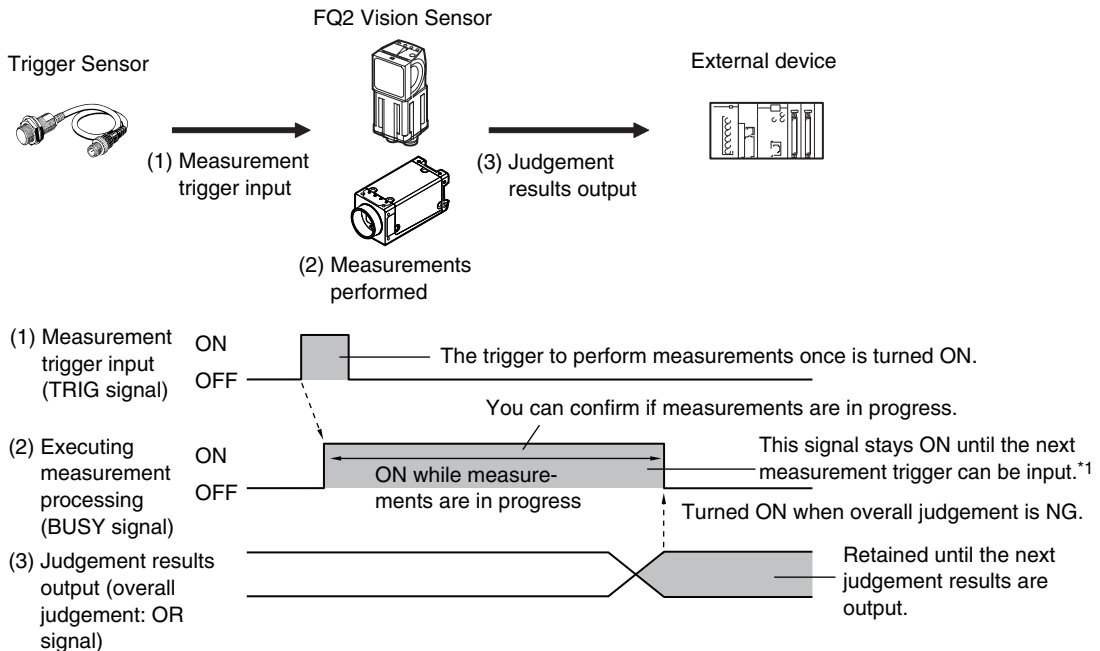 FQ2 Vision Sensor
Trigger Sensor
External device
(1) Measurement
trigger input
(3) Judgement
results output
(2) Measurements
performed
(1) Measurement
trigger input
(TRIG signal)
ON
OFF
The trigger to perform measurements once is turned ON.
You can confirm if measurements are in progress.
(2) Executing
measurement
processing
(BUSY signal)
ON
OFF
ON while measure-
ments are in progress
This signal stays ON until the next
measurement trigger can be input.*1
Turned ON when overall judgement is NG.
(3) Judgement results
output (overall
judgement: OR
signal)
Retained until the next
judgement results are
output.